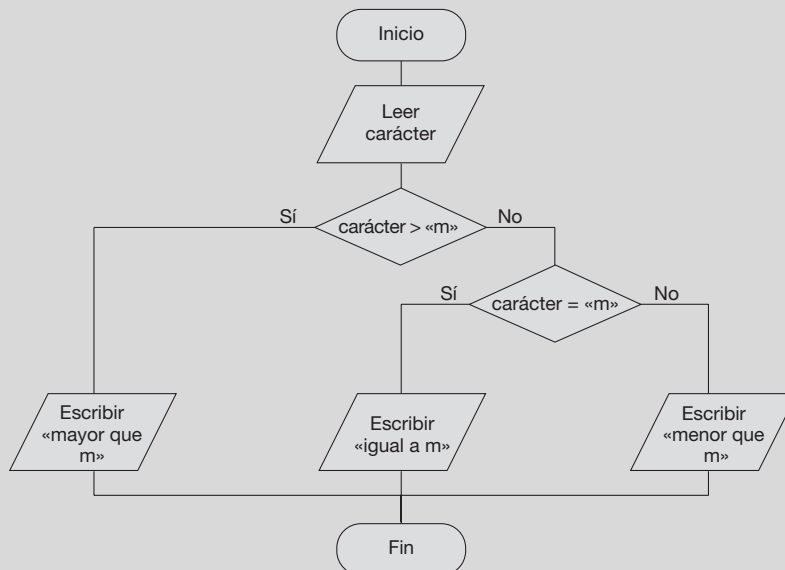 Inicio
Leer
carácter
Sí
carácter > «m»
No
Sí
carácter = «m»
No
Escribir
«mayor que
m»
Escribir
«igual a m»
Escribir
«menor que
m»
Fin